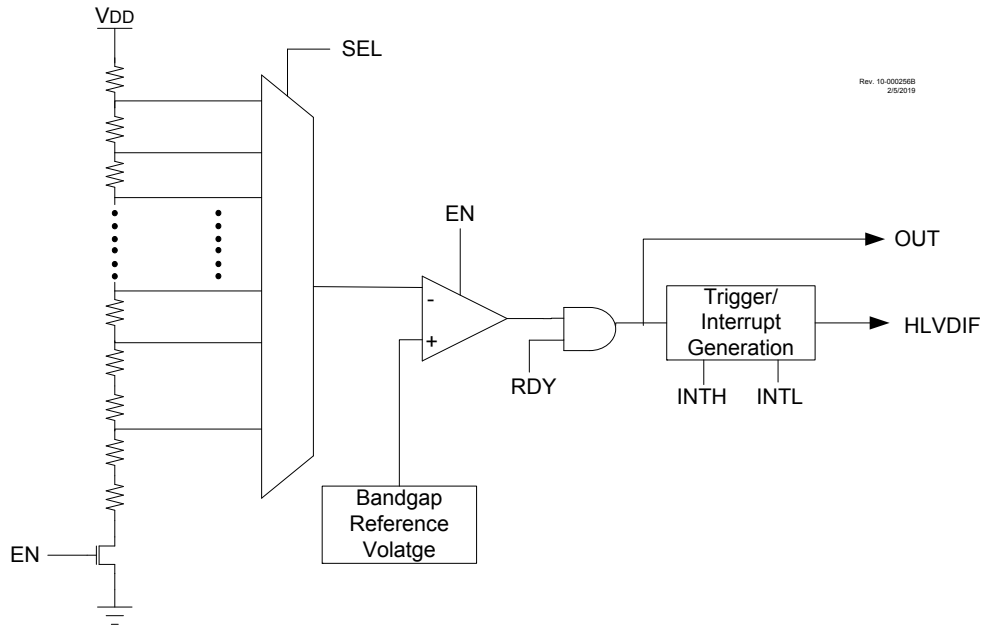 VDD
SEL
Rev. 10-000256B
2/5/2019
EN
OUT
-
Trigger/
Interrupt
Generation
HLVDIF
+
RDY
INTH
INTL
Bandgap
Reference
Volatge
EN